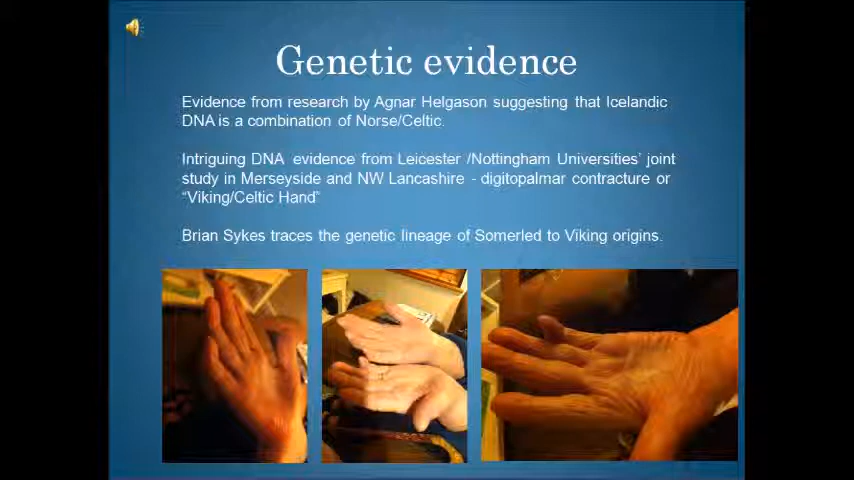 Genetic evidence
Evidence from research by Agnar Helgason suggesting that Icelandic
DNA is a combination of Norse/Celtic.
Intriguing DNA evidence from Leicester /Nottingham Universities’ joint
study in Merseyside and NW Lancashire - digitopalmar contracture or
“Viking/Celtic Hand”
Brian Sykes traces the genetic lineage of Somerled to Viking origins.